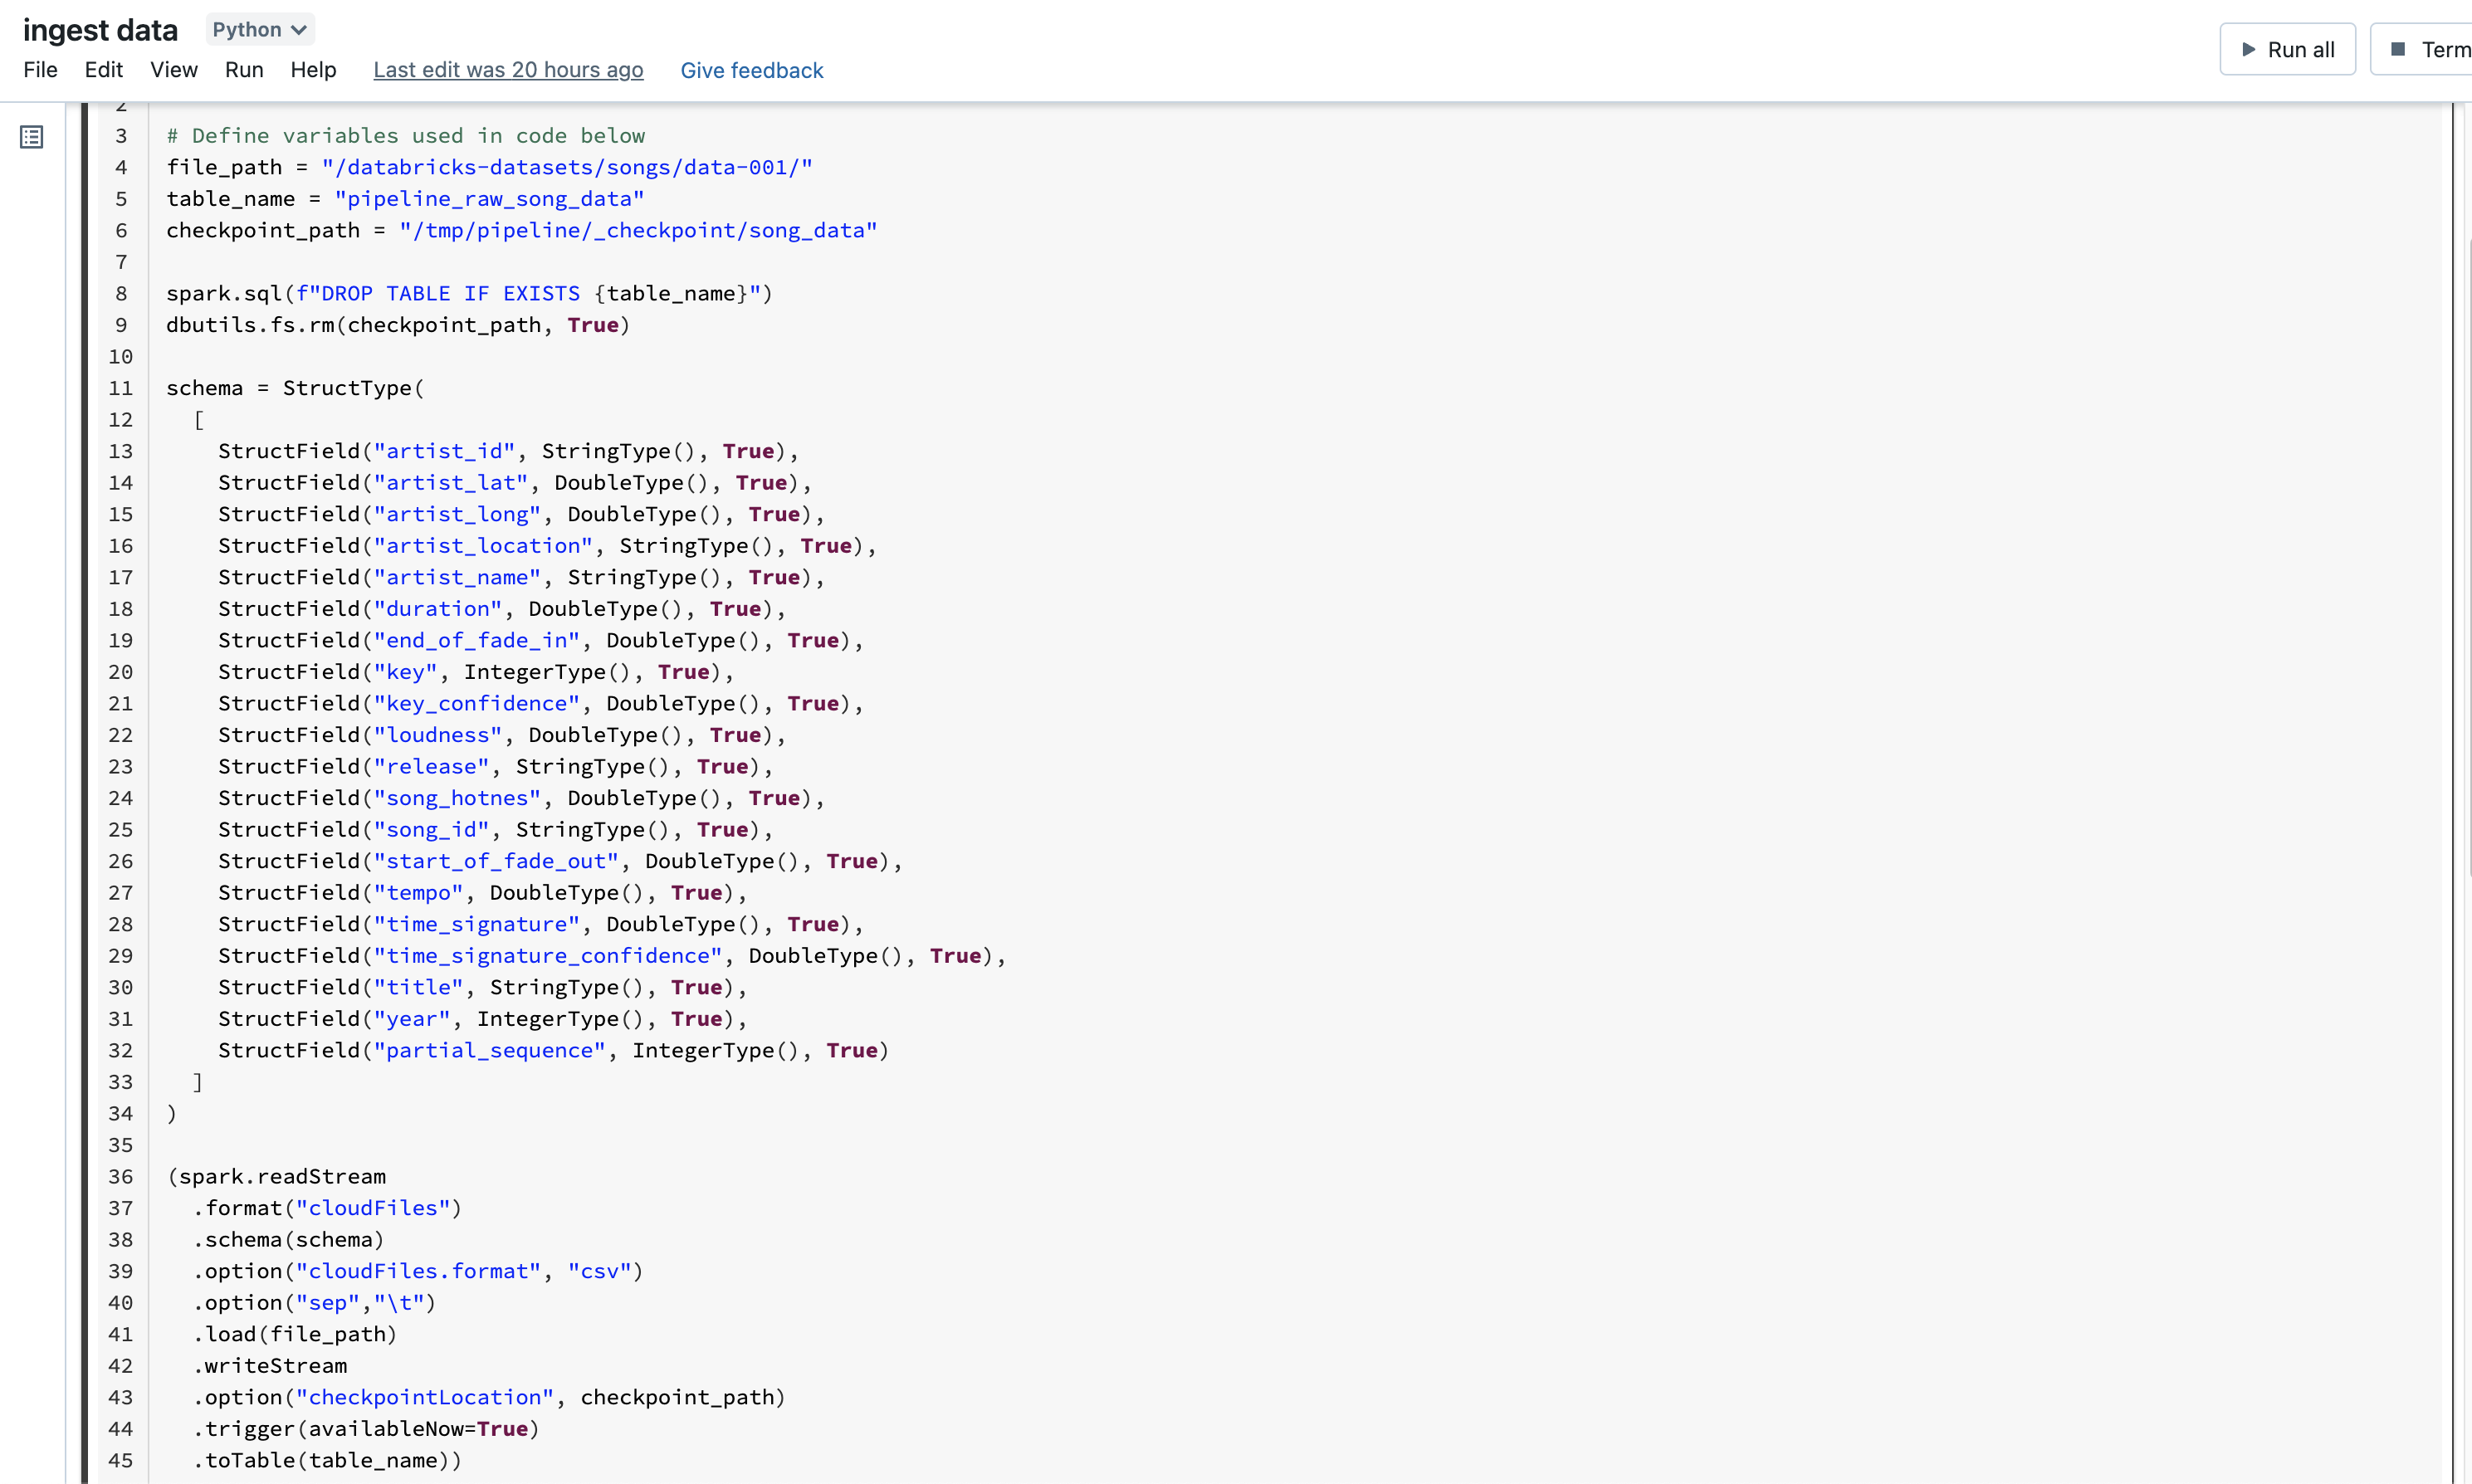 ingest data Python
File Edit View Run Help Last edit was 20 hours ago Give feedback
Run all
Term
2
3 # Define variables used in code below
4 file_path = "/databricks-datasets/songs/data-001/"
5 table_name = "pipeline_raw_song_data"
6 checkpoint_path = "/tmp/pipeline/_checkpoint/song_data"
7
8 spark.sql(f"DROP TABLE IF EXISTS {table_name}")
9 dbutils.fs.rm(checkpoint_path, True)
10
11 schema = StructType(
12   [
13     StructField("artist_id", StringType(), True),
14     StructField("artist_lat", DoubleType(), True),
15     StructField("artist_long", DoubleType(), True),
16     StructField("artist_location", StringType(), True),
17     StructField("artist_name", StringType(), True),
18     StructField("duration", DoubleType(), True),
19     StructField("end_of_fade_in", DoubleType(), True),
20     StructField("key", IntegerType(), True),
21     StructField("key_confidence", DoubleType(), True),
22     StructField("loudness", DoubleType(), True),
23     StructField("release", StringType(), True),
24     StructField("song_hotnes", DoubleType(), True),
25     StructField("song_id", StringType(), True),
26     StructField("start_of_fade_out", DoubleType(), True),
27     StructField("tempo", DoubleType(), True),
28     StructField("time_signature", DoubleType(), True),
29     StructField("time_signature_confidence", DoubleType(), True),
30     StructField("title", StringType(), True),
31     StructField("year", IntegerType(), True),
32     StructField("partial_sequence", IntegerType(), True)
33   ]
34 )
35
36 (spark.readStream
37   .format("cloudFiles")
38   .schema(schema)
39   .option("cloudFiles.format", "csv")
40   .option("sep","\t")
41   .load(file_path)
42   .writeStream
43   .option("checkpointLocation", checkpoint_path)
44   .trigger(availableNow=True)
45   .toTable(table_name))